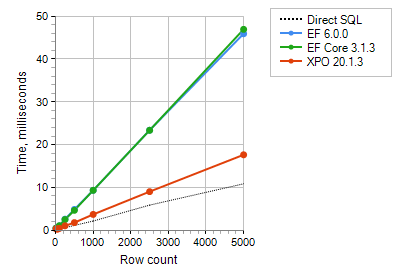 50
40
30
20
10
0
Time, milliseconds
0
1000
2000
3000
4000
5000
Row count
Direct SQL
EF 6.0.0
EF Core 3.1.3
XPO 20.1.3